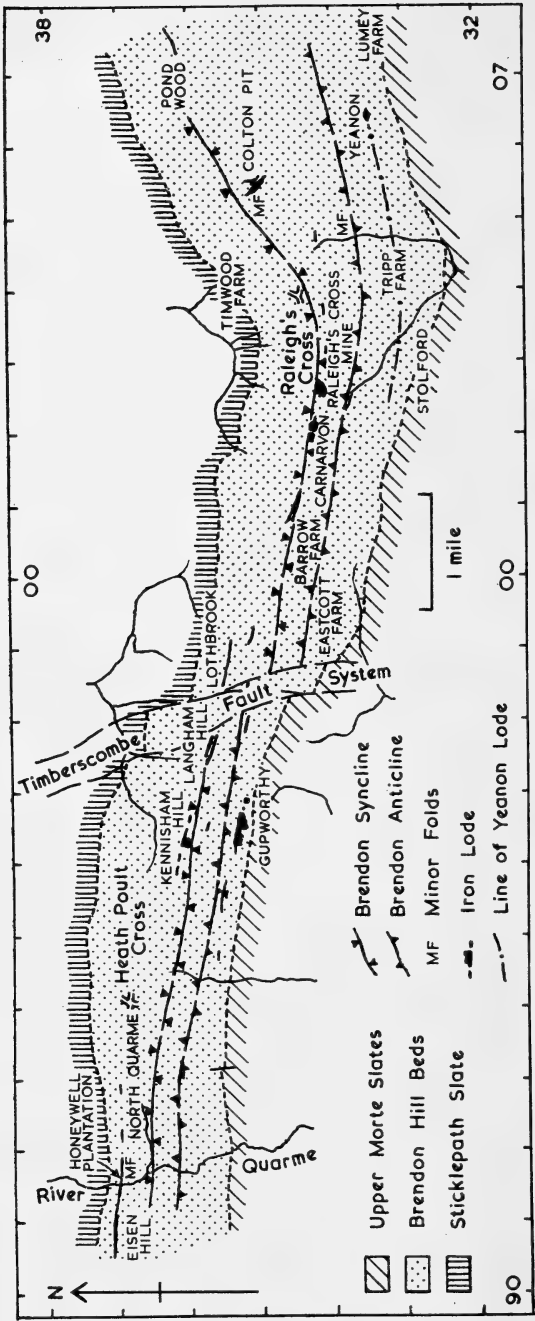 00
07
38
32
90
00
N
Timberscombe
Fault
System
HONEYWELL
PLANTATION
River
Quarme
EISEN
HILL
MF
NORTH QUARME
Heath Poult
Cross
KENNISHAM
HILL
LANGHAM
HILL
LOTHBROOK
GUPWORTHY
TIMWOOD
FARM
Raleigh's
Cross
POND
WOOD
MF
COLTON PIT
BARROW
FARM
CARNARVON
RALEIGH'S CROSS
MINE
MF
YEANON
EASTCOTT
FARM
TRIPP
FARM
STOLFORD
LUMEY
FARM
1 mile
Upper Morte Slates
Brendon Hill Beds
Sticklepath Slate
Brendon Syncline
Brendon Anticline
MF Minor Folds
Iron Lode
Line of Yeanon Lode